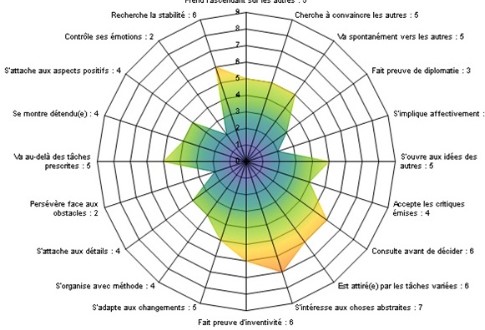 Prend l'ascendant sur les autres : 5
Cherche à convaincre les autres : 5
Va spontanément vers les autres : 5
Fait preuve de diplomatie : 3
S'implique affectivement :
S'ouvre aux idées des
autres : 5
Accepte les critiques
émises : 4
Consulte avant de décider : 6
Est attiré(e) par les tâches variées : 6
S'intéresse aux choses abstraites : 7
Fait preuve d'inventivité : 6
S'adapte aux changements : 5
S'organise avec méthode : 4
S'attache aux détails : 4
Persévère face aux
obstacles : 2
Va au-delà des tâches
prescrites : 5
Se montre détendu(e) : 4
S'attache aux aspects positifs : 4
Contrôle ses émotions : 2
Recherche la stabilité : 6
9
8
7
6
5
4
3
2
1
0